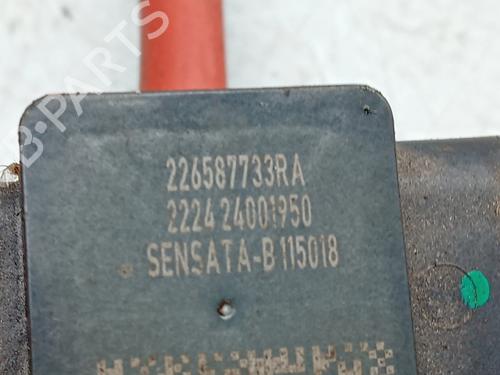 B-PARTS
226587733RA
2224 24001950
SENSATA-B 115018